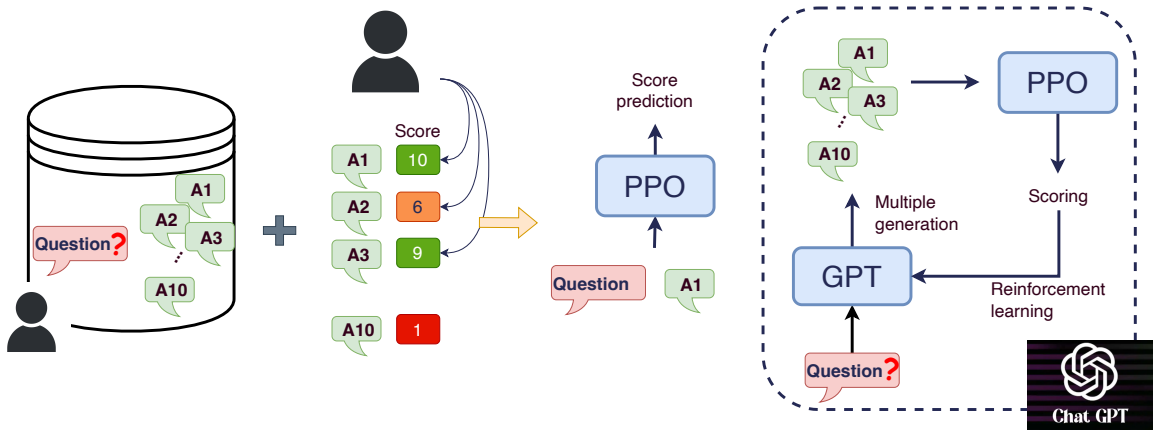 Question?
A1
A2
A3
A10
Score
A1
10
A2
6
A3
9
A10
1
Score
prediction
PPO
Question
A1
A1
A2
A3
A10
PPO
Multiple
generation
Scoring
GPT
Reinforcement
learning
Question?
Chat GPT